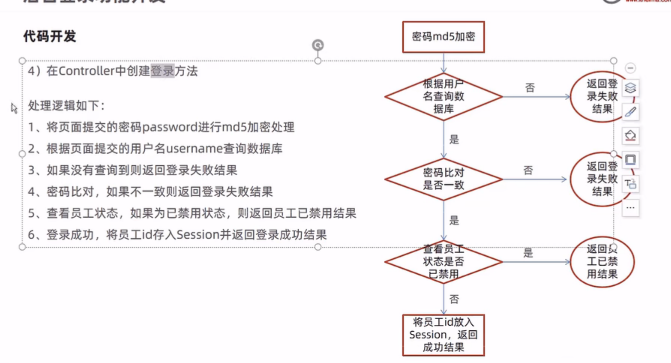 代码开发
4）在Controller中创建登录方法
处理逻辑如下：
1、将页面提交的密码password进行md5加密处理
2、根据页面提交的用户名username查询数据库
3、如果没有查询到则返回登录失败结果
4、密码比对，如果不一致则返回登录失败结果
5、查看员工状态，如果为已禁用状态，则返回员工已禁用结果
6、登录成功，将员工id存入Session并返回登录成功结果
密码md5加密
根据用户
名查询数
据库
否
返回登
录失败
结果
是
密码比对
是否一致
否
返回登
录失败
结果
是
查看员工
状态是否
已禁用
是
返回员
工已禁
用结果
否
将员工id放入
Session，返回
成功结果